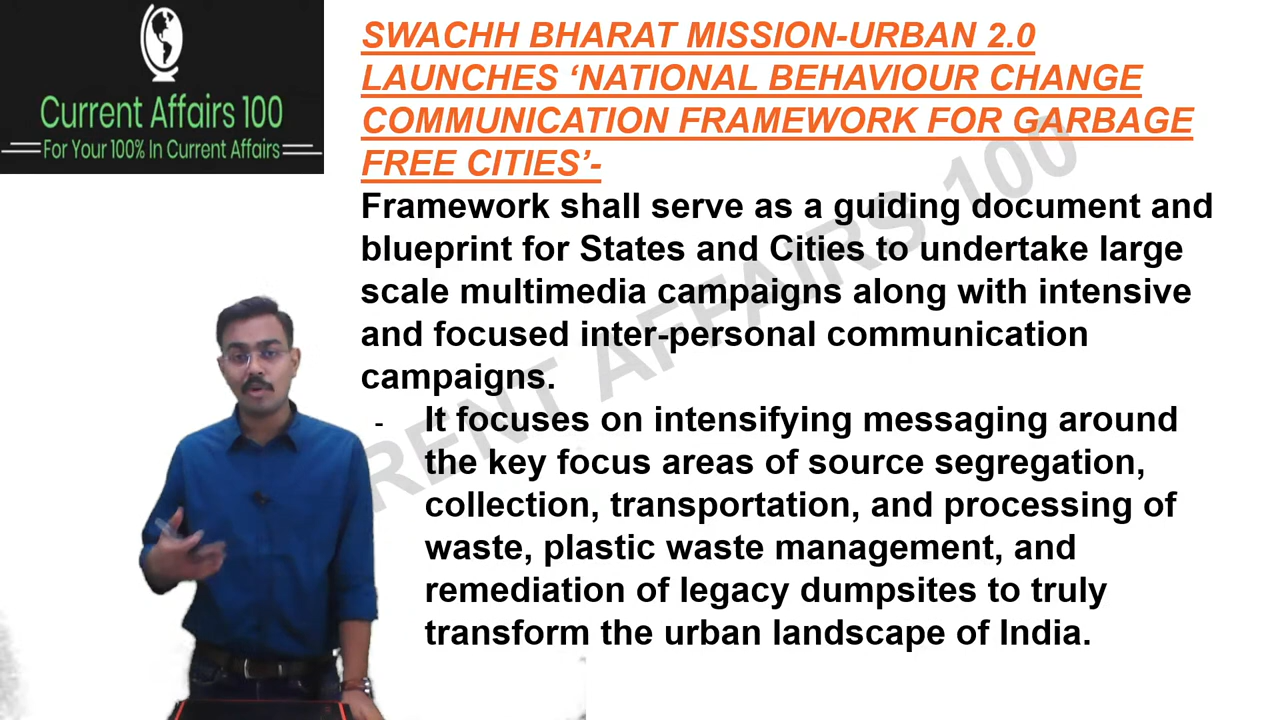 Current Affairs 100
For Your 100% In Current Affairs
SWACHH BHARAT MISSION-URBAN 2.0
LAUNCHES ‘NATIONAL BEHAVIOUR CHANGE
COMMUNICATION FRAMEWORK FOR GARBAGE
FREE CITIES’-
Framework shall serve as a guiding document and
blueprint for States and Cities to undertake large
scale multimedia campaigns along with intensive
and focused inter-personal communication
campaigns.
- It focuses on intensifying messaging around
the key focus areas of source segregation,
collection, transportation, and processing of
waste, plastic waste management, and
remediation of legacy dumpsites to truly
transform the urban landscape of India.
RENT AFFAIRS 100